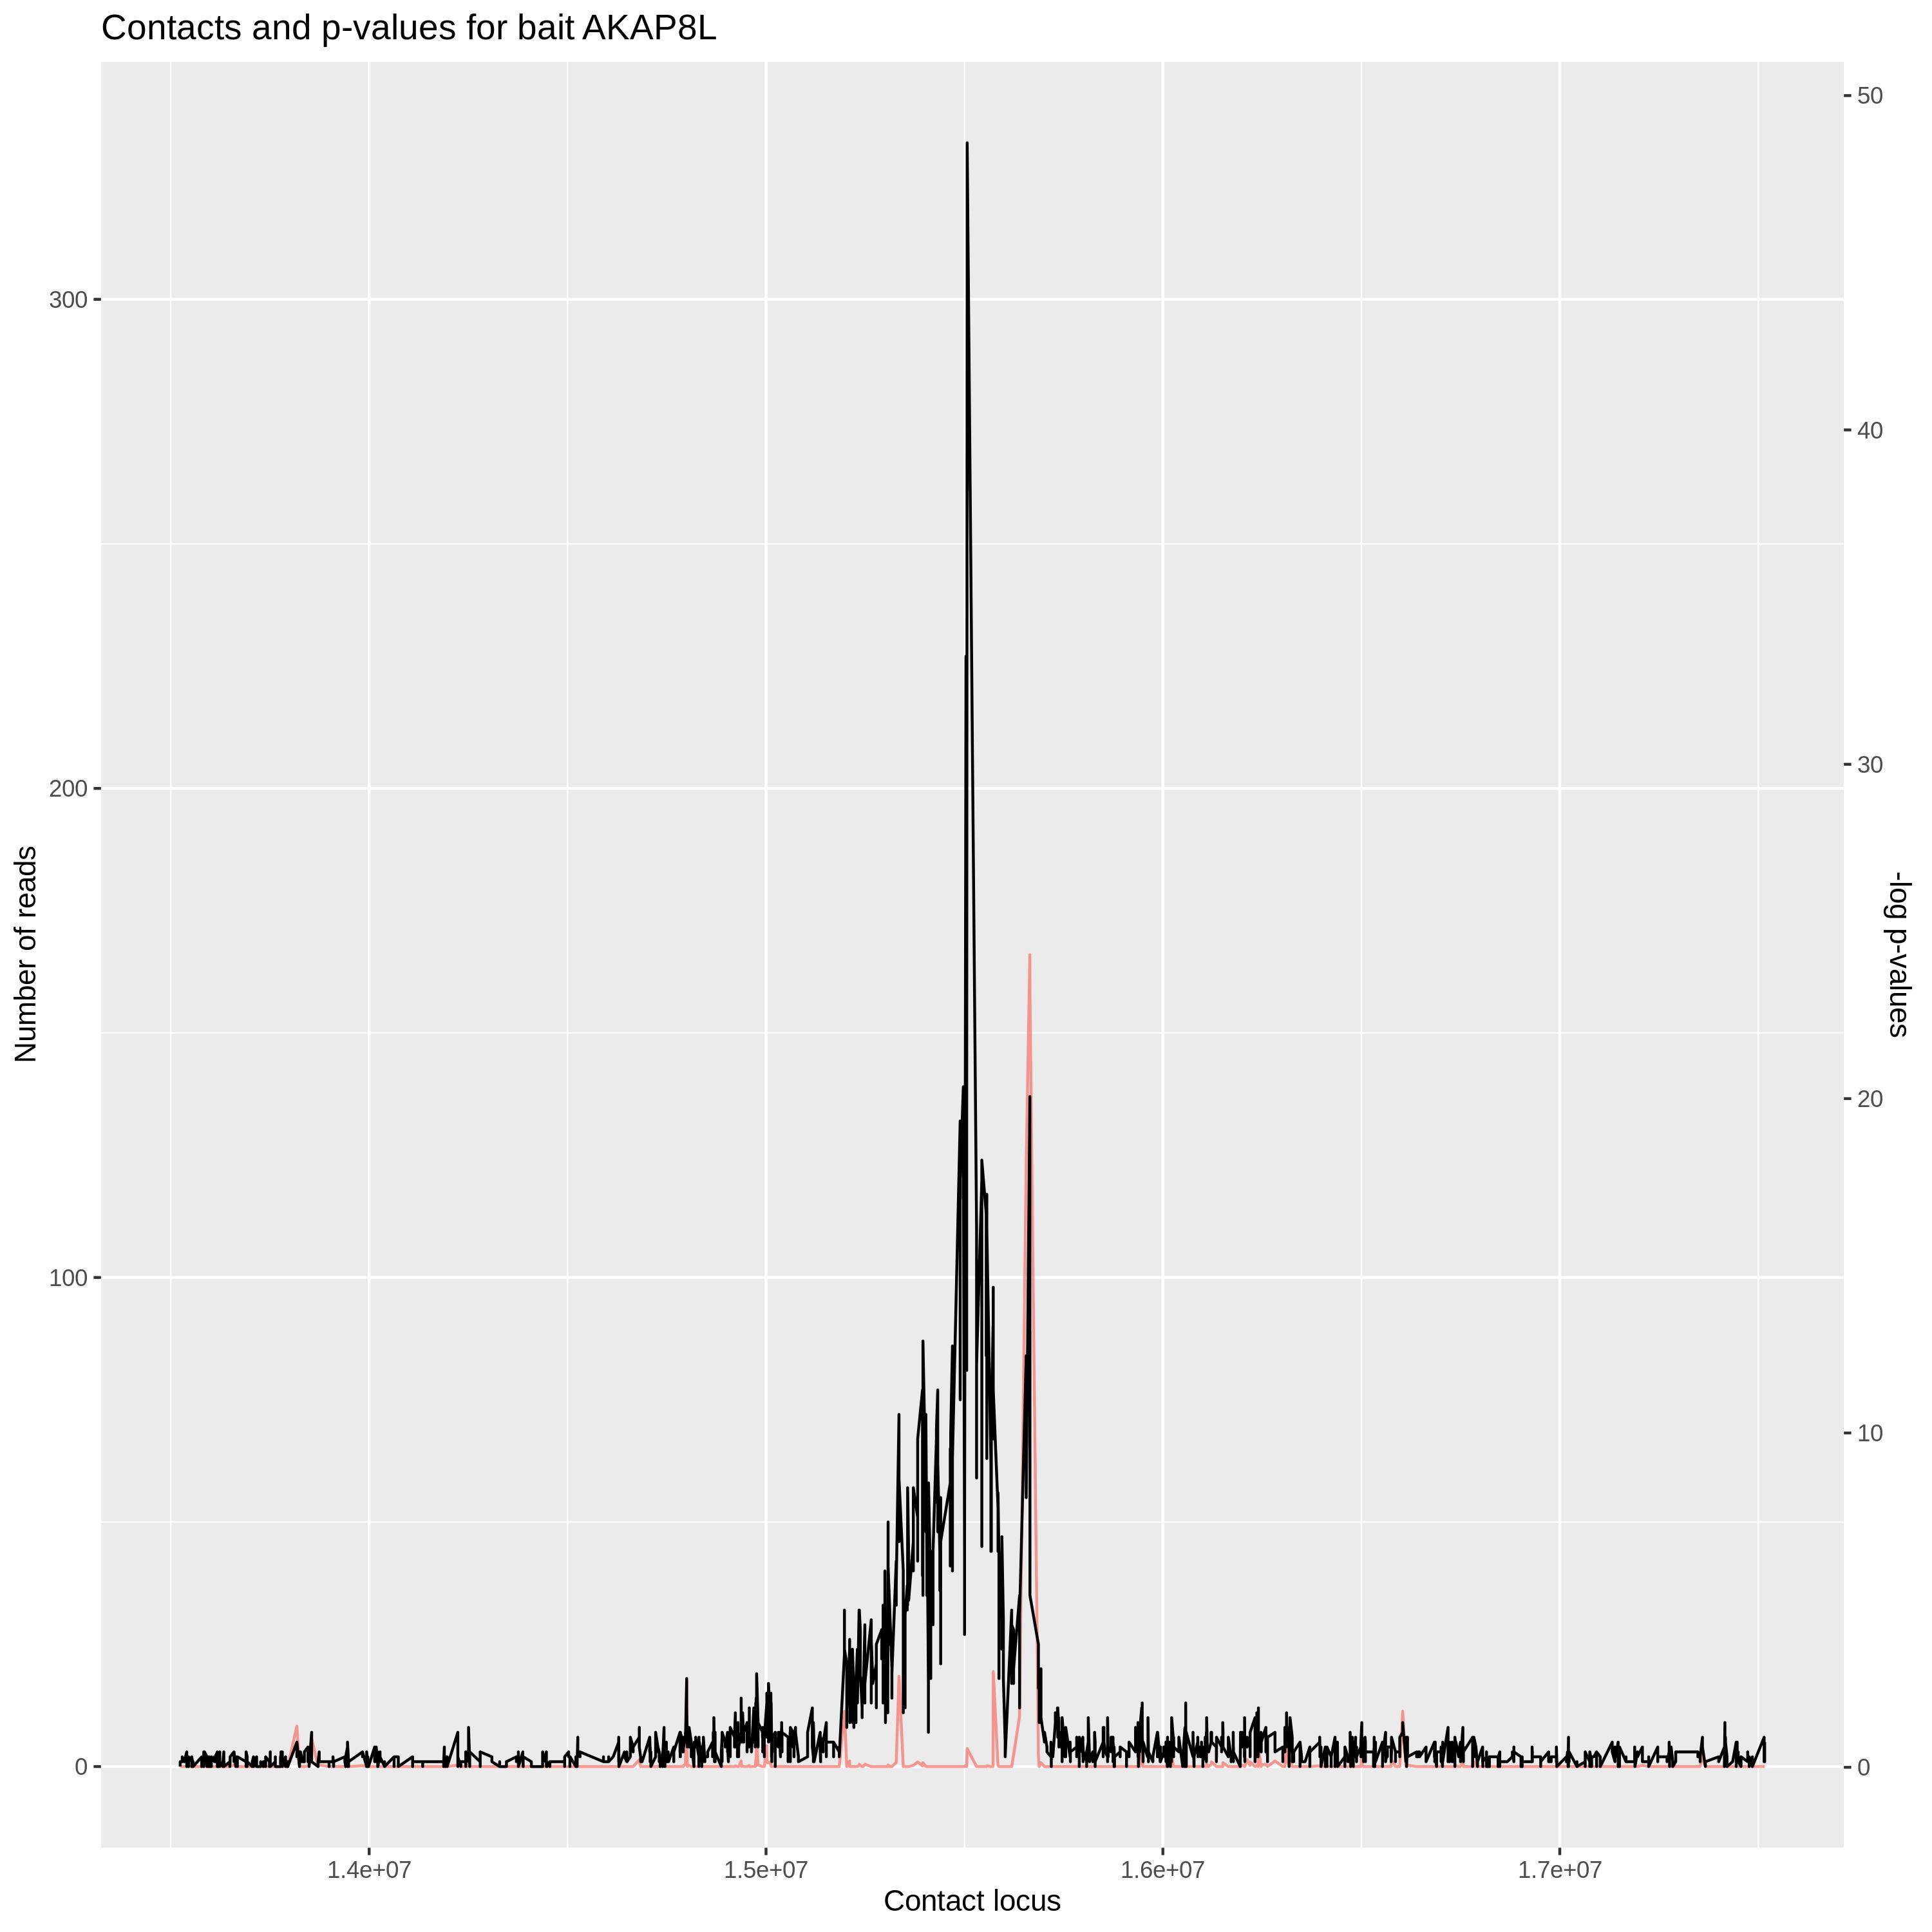 Contacts and p-values for bait AKAP8L
50
300
40
200
30
Number of reads
-log p-values
20
100
10
0
0
1.4e+07
1.5e+07
1.6e+07
1.7e+07
Contact locus